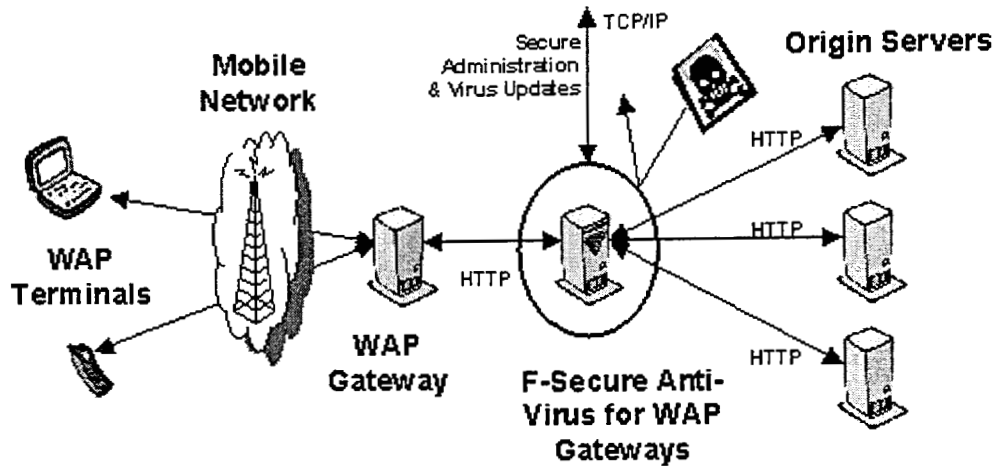 TCP/IP
Secure
Administration
& Virus Updates
Origin Servers
Mobile
Network
HTTP
WAP
Terminals
HTTP
HTTP
WAP
Gateway
HTTP
F-Secure Anti-
Virus for WAP
Gateways